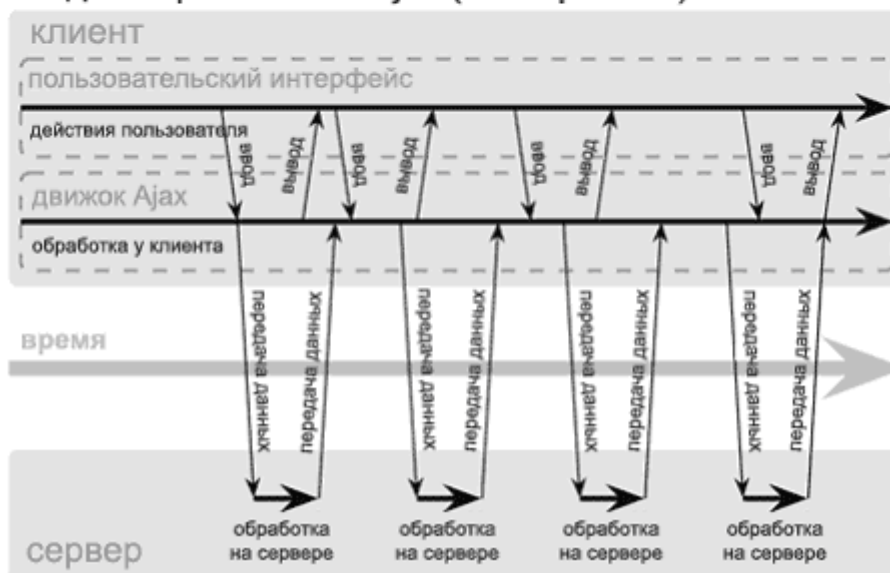 клиент
пользовательский интерфейс
действия пользователя
ввод
вывод
ввод
вывод
ввод
вывод
ввод
вывод
движок Ajax
обработка у клиента
передача данных
передача данных
передача данных
передача данных
передача данных
передача данных
передача данных
передача данных
время
обработка
на сервере
обработка
на сервере
обработка
на сервере
обработка
на сервере
сервер